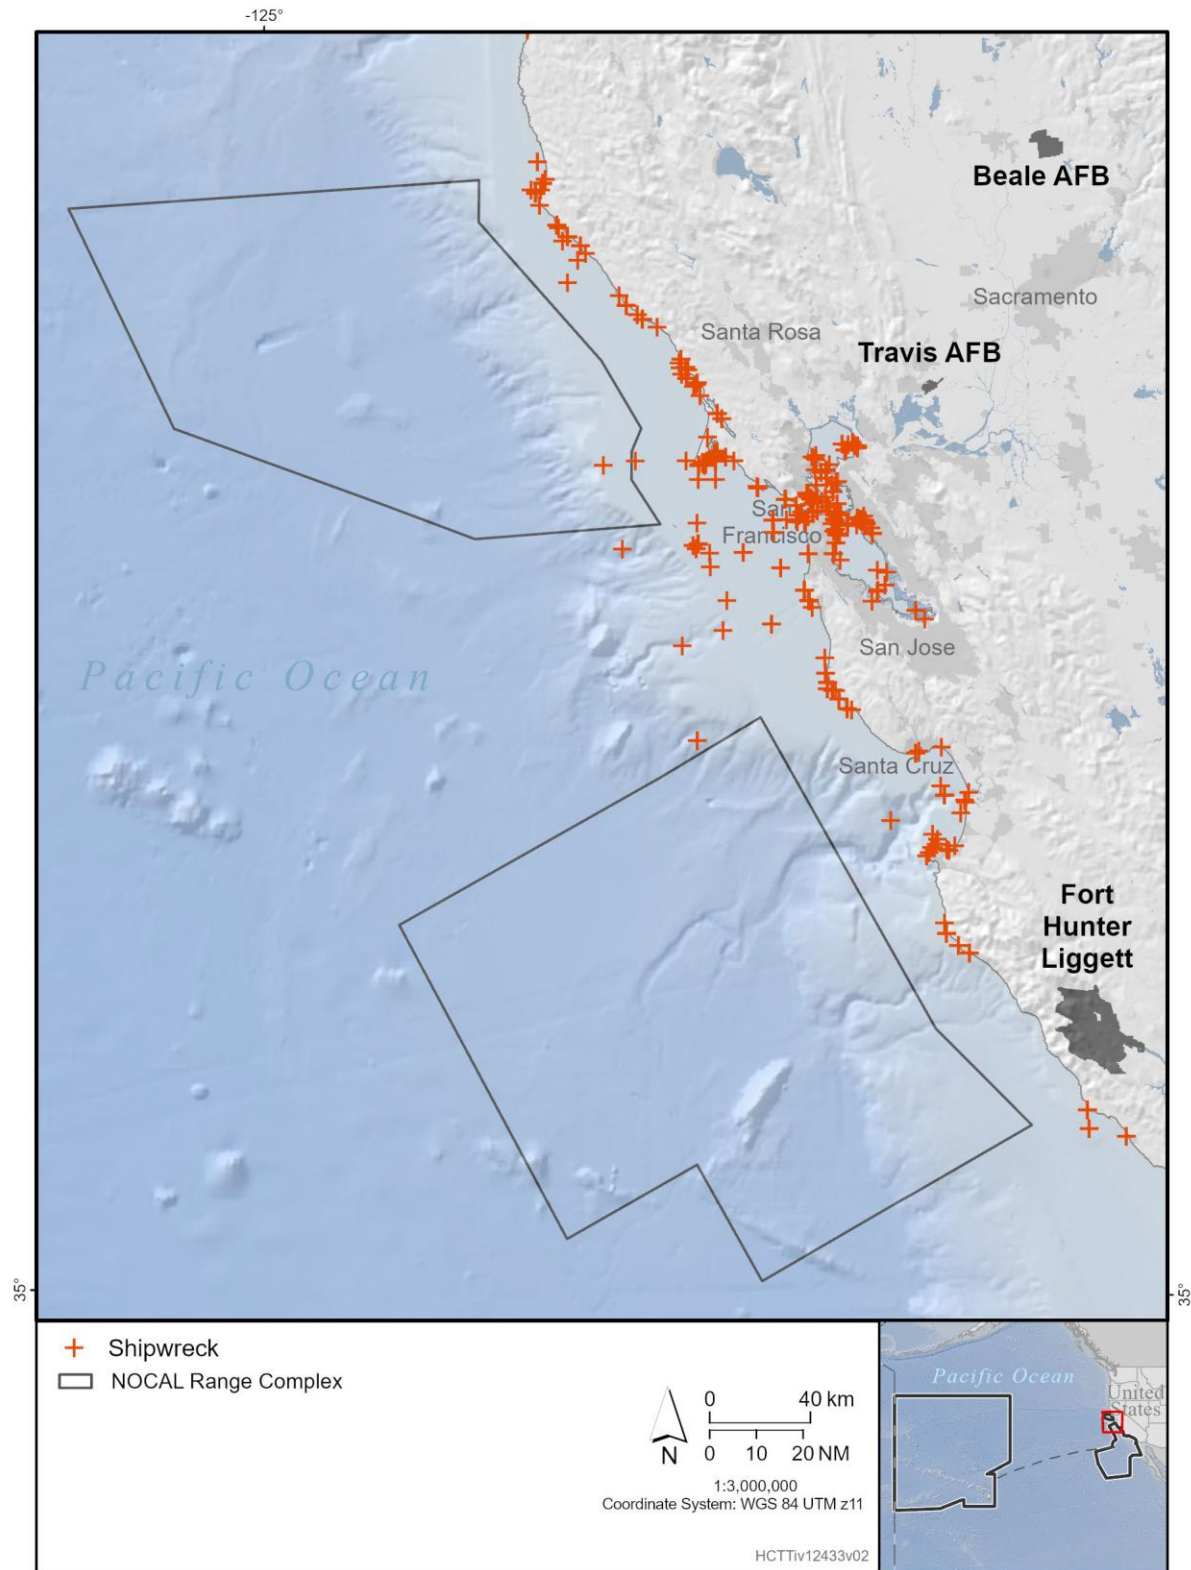 -125°
Beale AFB
Sacramento
Santa Rosa
Travis AFB
San
Francisco
San Jose
Pacific Ocean
Santa Cruz
Fort
Hunter
Liggett
35°
35°
Shipwreck
NOCAL Range Complex
0 40 km
N 0 10 20 NM
1:3,000,000
Coordinate System: WGS 84 UTM z11
HCTTiv12433v02
Pacific Ocean
United
States